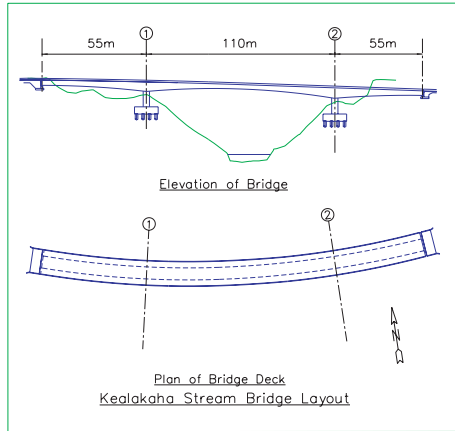 ① ②
55m 110m 55m
Elevation of Bridge
① ②
N
Plan of Bridge Deck
Kealakaha Stream Bridge Layout